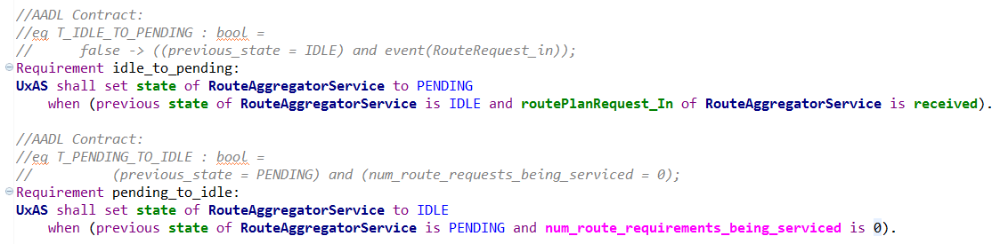 //AADL Contract:
//eq T_IDLE_TO_PENDING : bool =
// false -> ((previous_state = IDLE) and event(RouteRequest_in));
Requirement idle_to_pending:
UxAS shall set state of RouteAggregatorService to PENDING
when (previous state of RouteAggregatorService is IDLE and routePlanRequest_In of RouteAggregatorService is received).
//AADL Contract:
//eq T_PENDING_TO_IDLE : bool =
// (previous_state = PENDING) and (num_route_requests_being_serviced = 0);
Requirement pending_to_idle:
UxAS shall set state of RouteAggregatorService to IDLE
when (previous state of RouteAggregatorService is PENDING and num_route_requirements_being_serviced is 0).